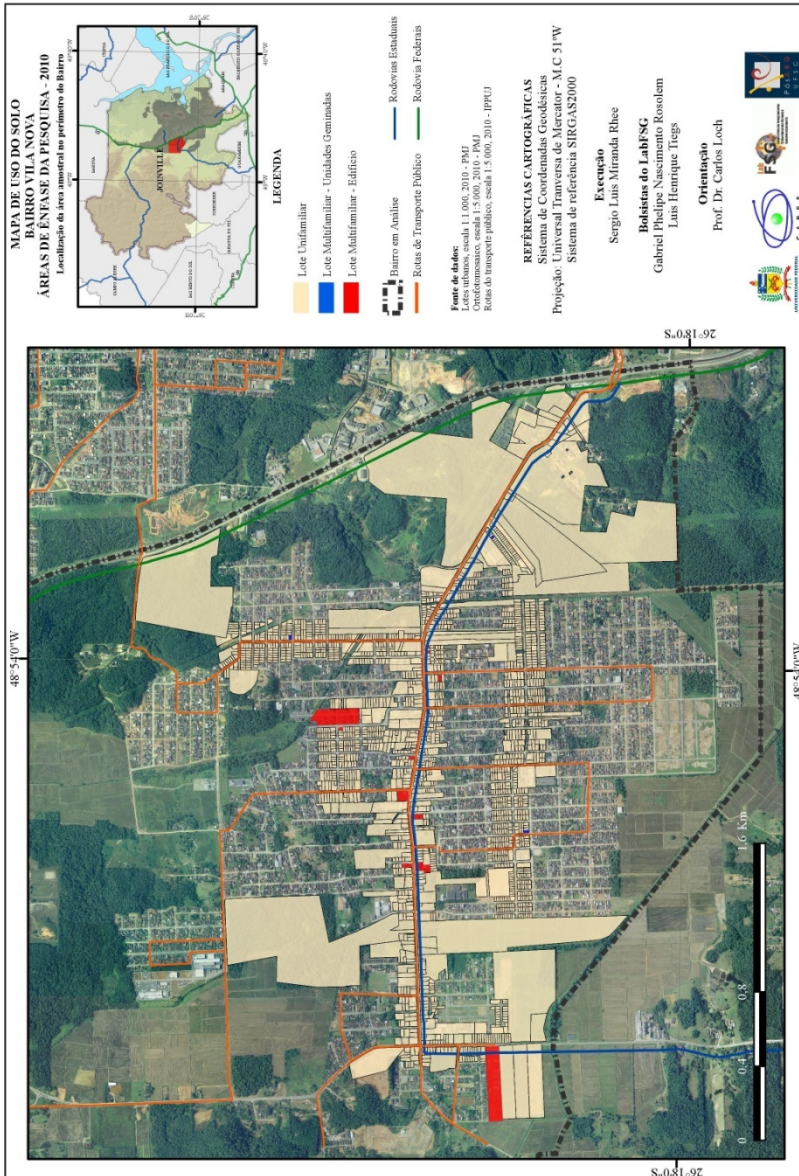 MAPA DE USO DO SOLO
BAIRRO VILA NOVA
ÁREAS DE ÊNFASE DA PESQUISA - 2010
Localização da área amostral no perímetro do Bairro
JOINVILLE
LEGENDA
Lote Unifamiliar
Lote Multifamiliar - Unidades Geminadas
Lote Multifamiliar - Edifício
Bairro em Análise
Rodovias Estaduais
Rotas de Transporte Público
Rodovia Federais
Fonte de dados:
Lotes urbanos, escala 1:1.000, 2010 - PMJ
Ortofotomosaico, escala 1:5.000, 2010 - PMJ
Rotas do transporte público, escala 1:5.000, 2010 - IPPUJ
REFERÊNCIAS CARTOGRÁFICAS
Sistema de Coordenadas Geodésicas
Projeção: Universal Tranversa de Mercator - M.C 51°W
Sistema de referência SIRGAS2000
Execução
Sergio Luis Miranda Rhee
Bolsistas do LabFSG
Gabriel Phelipe Nascimento Rosolem
Luis Henrique Tiegs
Orientação
Prof. Dr. Carlos Loch
UNIVERSIDADE FEDERAL
CAPES
FSG
UFSC
48°54'0"W
48°54'0"W
26°18'0"S
26°18'0"S
0 0,4 0,8 1,6 Km